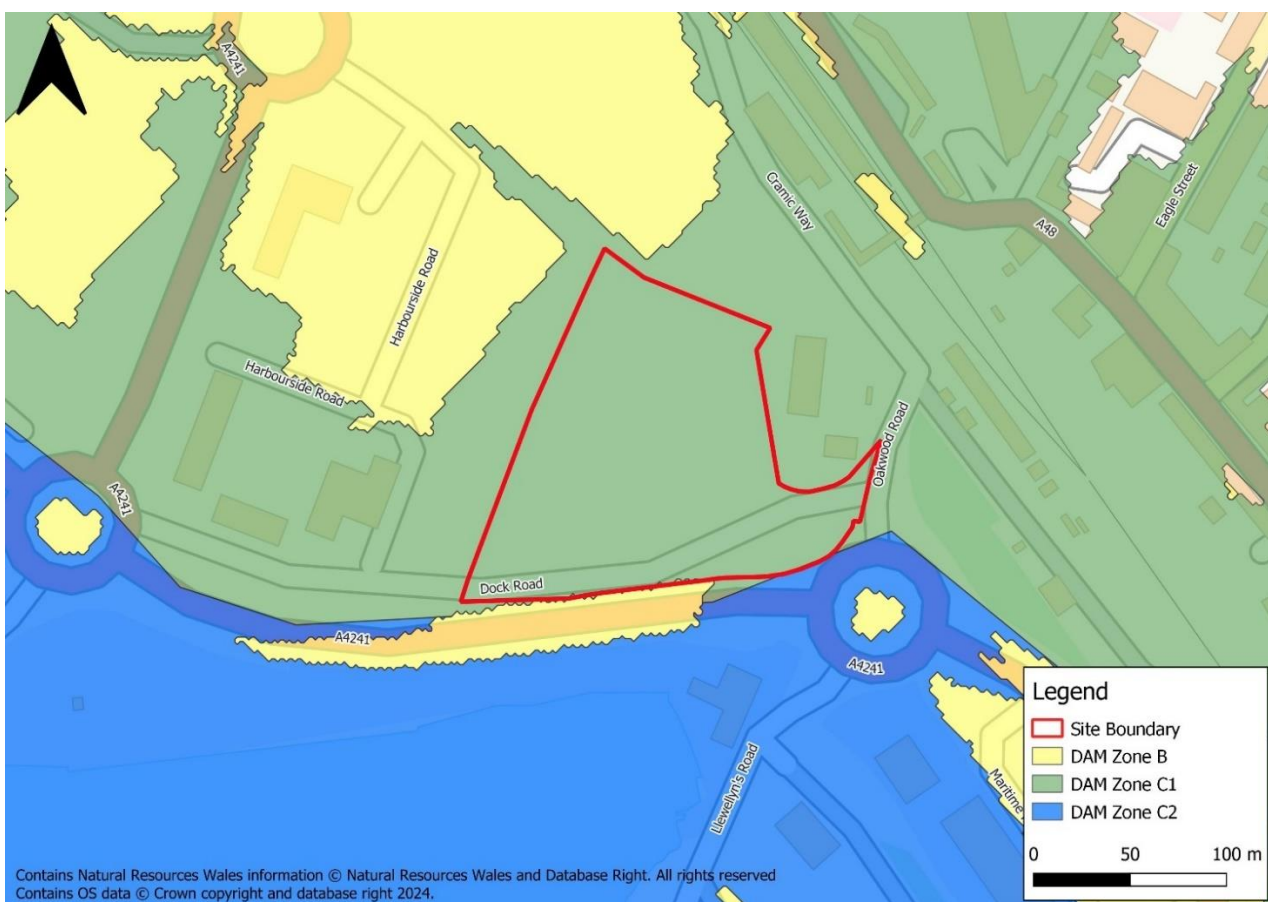 A4241
Cramic Way
Eagle Street
A48
Harbourside Road
Harbourside Road
Oakwood Road
A4241
Dock Road
A4241
A4241
Llewellyn's Road
Maritime
Legend
Site Boundary
DAM Zone B
DAM Zone C1
DAM Zone C2
0 50 100 m
Contains Natural Resources Wales information © Natural Resources Wales and Database Right. All rights reserved
Contains OS data © Crown copyright and database right 2024.